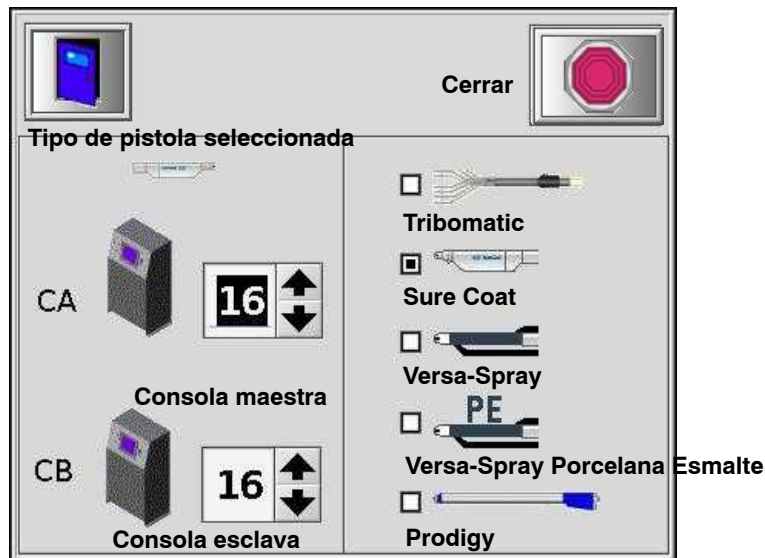 Cerrar
Tipo de pistola seleccionada
CA
16
Consola maestra
CB
16
Consola esclava
Tribomatic
Sure Coat
Versa-Spray
PE
Versa-Spray Porcelana Esmalte
Prodigy